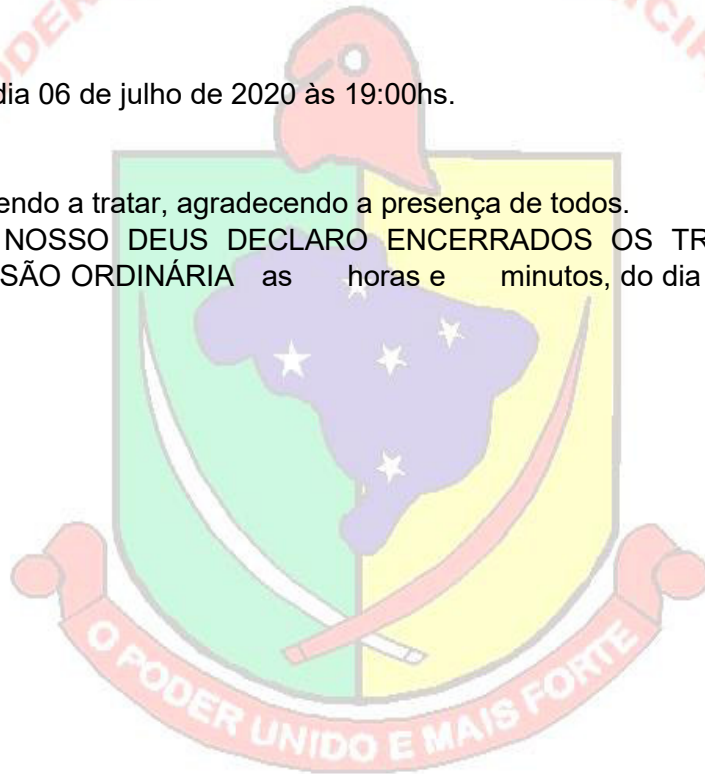 PODER
dia 06 de julho de 2020 às 19:00hs.
endo a tratar, agradecendo a presença de todos.
NOSSO DEUS DECLARO ENCERRADOS OS TR
SÃO ORDINÁRIA as horas e minutos, do dia
O PODER UNIDO E MAIS FORTE